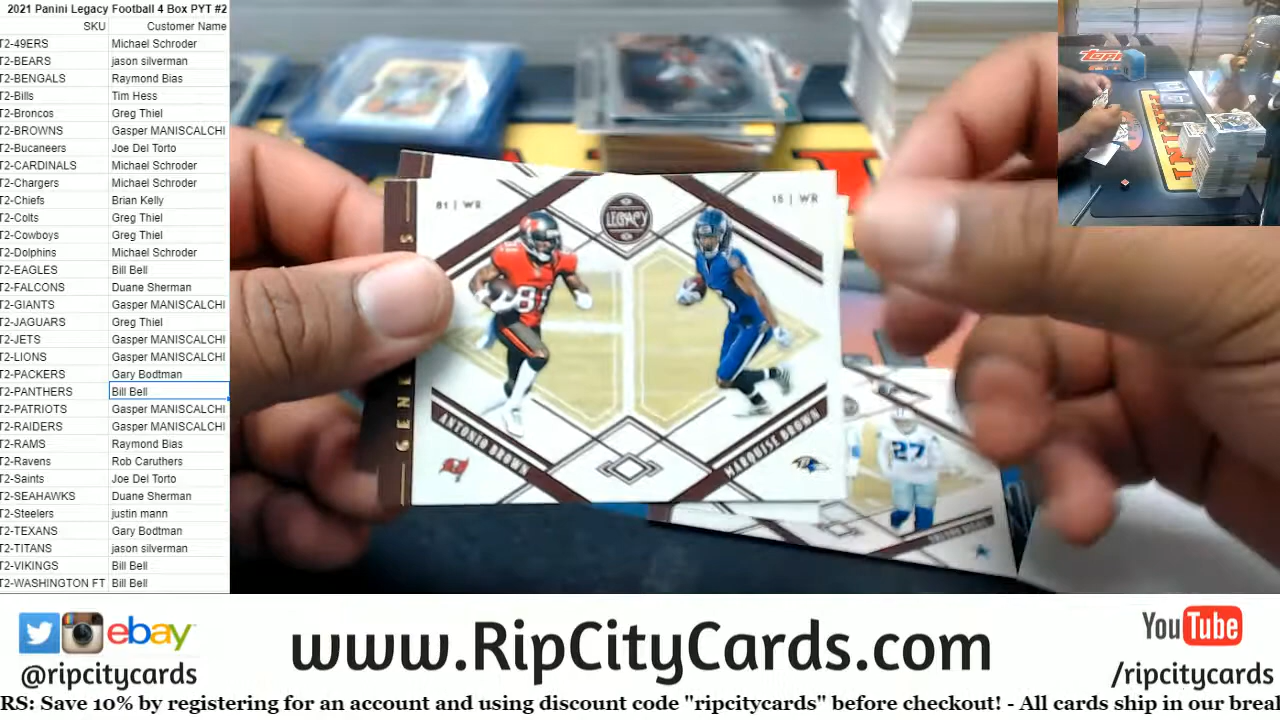 2021 Panini Legacy Football 4 Box PYT #2
SKU Customer Name
T2-49ERS Michael Schroder
T2-BEARS jason silverman
T2-BENGALS Raymond Bias
T2-Bills Tim Hess
T2-Broncos Greg Thiel
T2-BROWNS Gasper MANISCALCHI
T2-Bucaneers Joe Del Torto
T2-CARDINALS Michael Schroder
T2-Chargers Michael Schroder
T2-Chiefs Brian Kelly
T2-Colts Greg Thiel
T2-Cowboys Greg Thiel
T2-Dolphins Michael Schroder
T2-EAGLES Bill Bell
T2-FALCONS Duane Sherman
T2-GIANTS Gasper MANISCALCHI
T2-JAGUARS Greg Thiel
T2-JETS Gasper MANISCALCHI
T2-LIONS Gasper MANISCALCHI
T2-PACKERS Gary Bodtman
T2-PANTHERS Bill Bell
T2-PATRIOTS Gasper MANISCALCHI
T2-RAIDERS Gasper MANISCALCHI
T2-RAMS Raymond Bias
T2-Ravens Rob Caruthers
T2-Saints Joe Del Torto
T2-SEAHAWKS Duane Sherman
T2-Steelers justin mann
T2-TEXANS Gary Bodtman
T2-TITANS jason silverman
T2-VIKINGS Bill Bell
T2-WASHINGTON FT Bill Bell
81 | WR
LEGACY
15 | WR
81
GENE
S
ANTONIO BROWN
MARQUISE BROWN
27
TOPPS
PANINI
ebay
@ripcitycards
www.RipCityCards.com
YouTube
/ripcitycards
RS: Save 10% by registering for an account and using discount code "ripcitycards" before checkout! - All cards ship in our brea